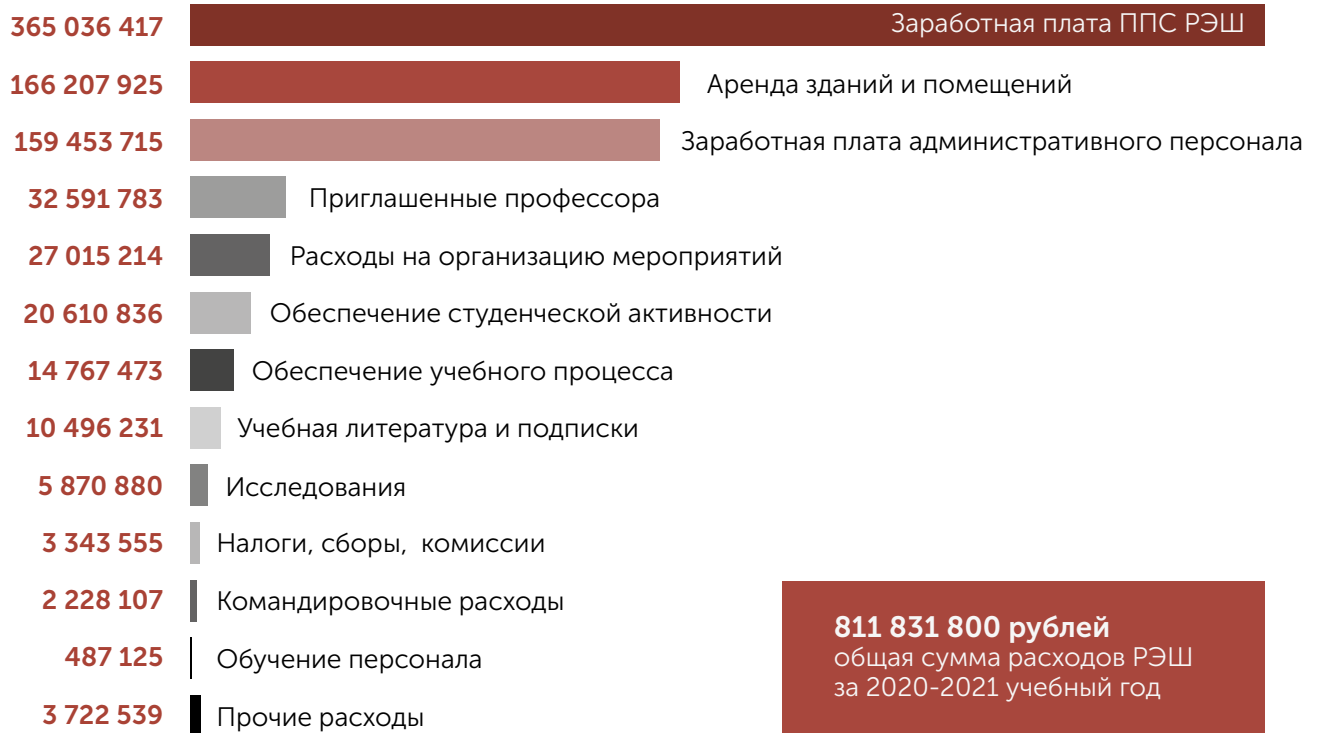 365 036 417 Заработная плата ППС РЭШ
166 207 925 Аренда зданий и помещений
159 453 715 Заработная плата административного персонала
32 591 783 Приглашенные профессора
27 015 214 Расходы на организацию мероприятий
20 610 836 Обеспечение студенческой активности
14 767 473 Обеспечение учебного процесса
10 496 231 Учебная литература и подписки
5 870 880 Исследования
3 343 555 Налоги, сборы, комиссии
2 228 107 Командировочные расходы
487 125 Обучение персонала
3 722 539 Прочие расходы
811 831 800 рублей
общая сумма расходов РЭШ
за 2020-2021 учебный год